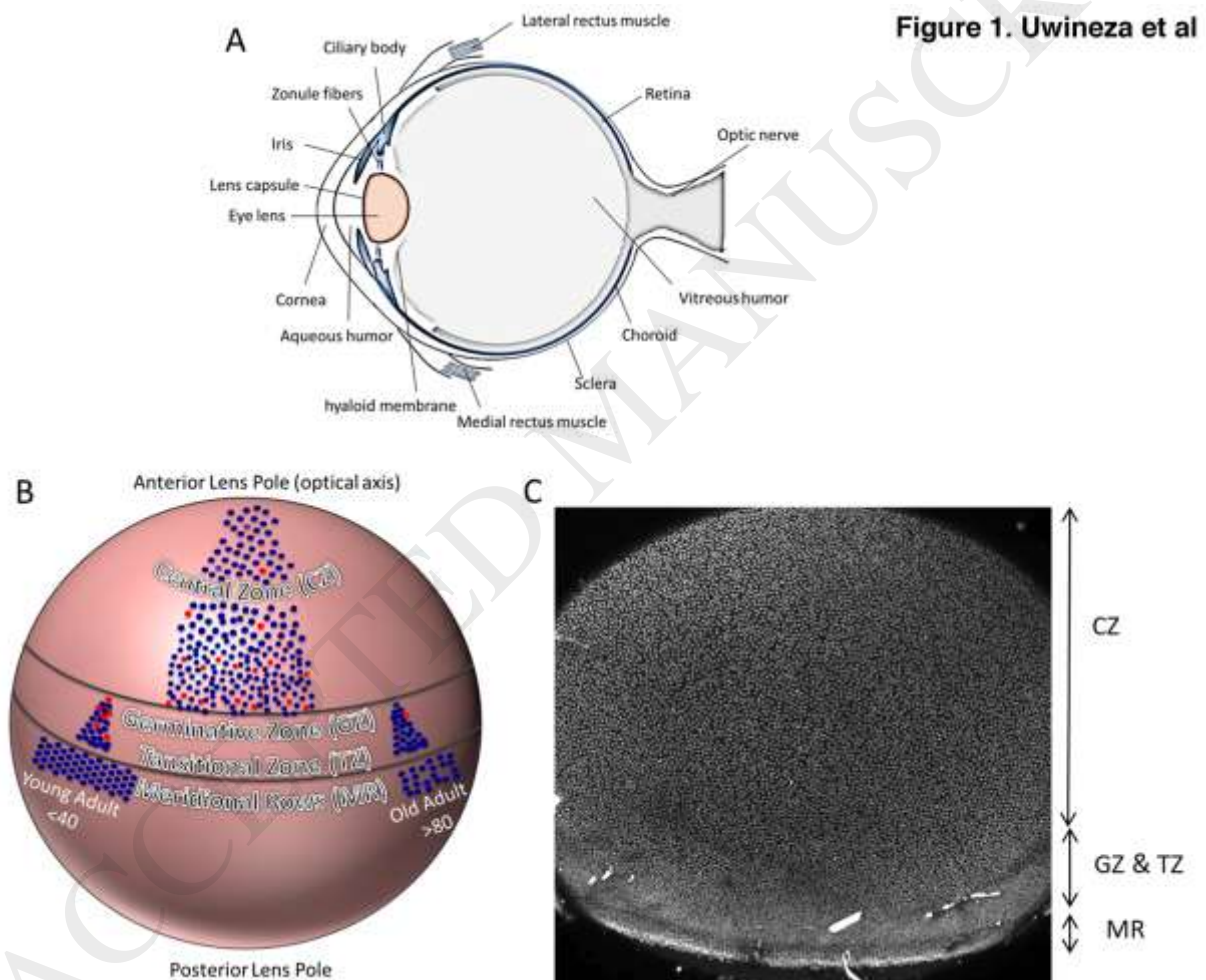 Figure 1. Uwineza et al
A
Lateral rectus muscle
Ciliary body
Zonule fibers
Retina
Optic nerve
Iris
Lens capsule
Eye lens
Cornea
Vitreous humor
Aqueous humor
Choroid
Sclera
hyaloid membrane
Medial rectus muscle
B
Anterior Lens Pole (optical axis)
Central Zone (CZ)
Germinative Zone (GZ)
Tansitional Zone (TZ)
Meridional Rows (MR)
Young Adult
<40
Old Adult
>80
Posterior Lens Pole
C
CZ
GZ & TZ
MR
ACCEPTED MANUSCR